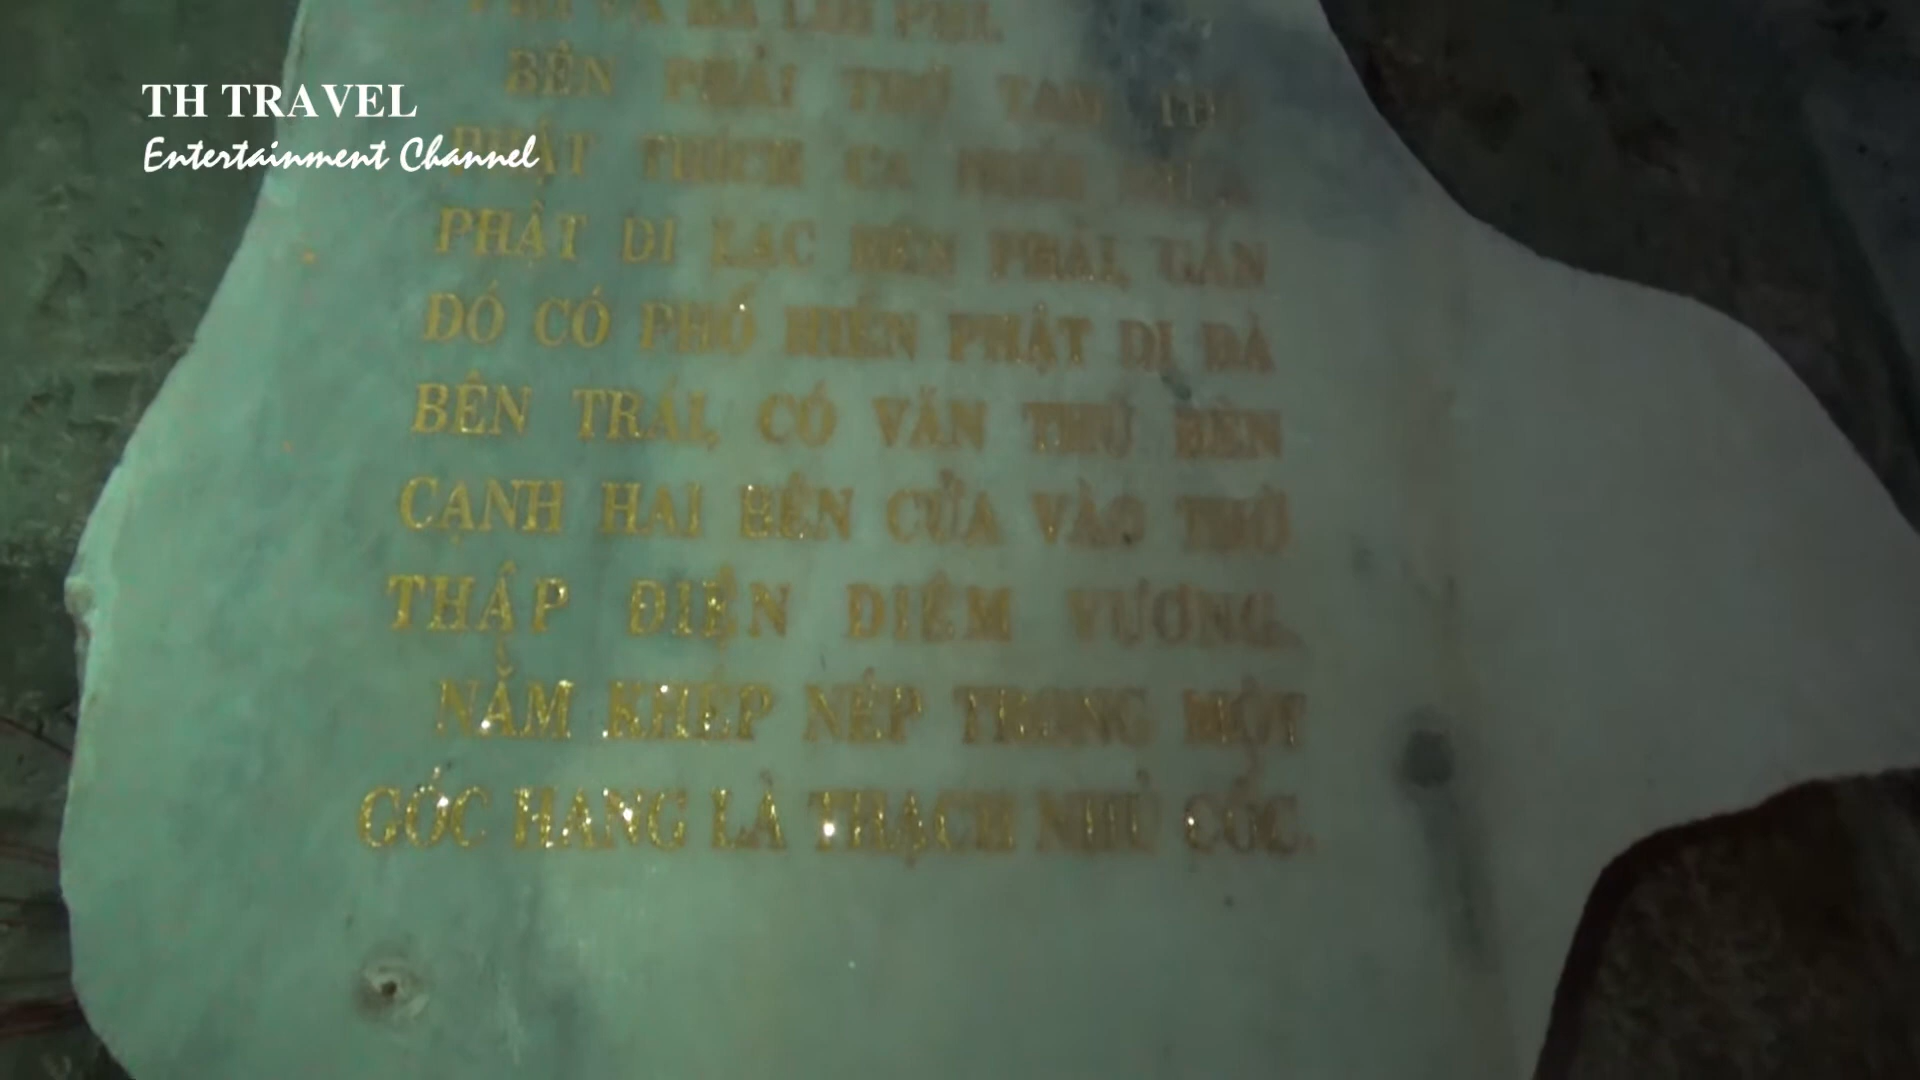 TH TRAVEL
Entertainment Channel
BÊN PHẢI THỜ TAM THẾ
PHẬT THÍCH CA
PHẬT DI LẠC BÊN PHẢI, GẦN
ĐÓ CÓ PHỔ HIỀN PHẬT DI ĐÀ
BÊN TRÁI, CÓ VĂN THÙ BÊN
CẠNH HAI BÊN CỬA VÀO THỜ
THẬP ĐIỆN DIÊM VƯƠNG.
NẰM KHÉP NÉP TRONG MỘT
GÓC HANG LÀ THẠCH NHŨ CÓC.